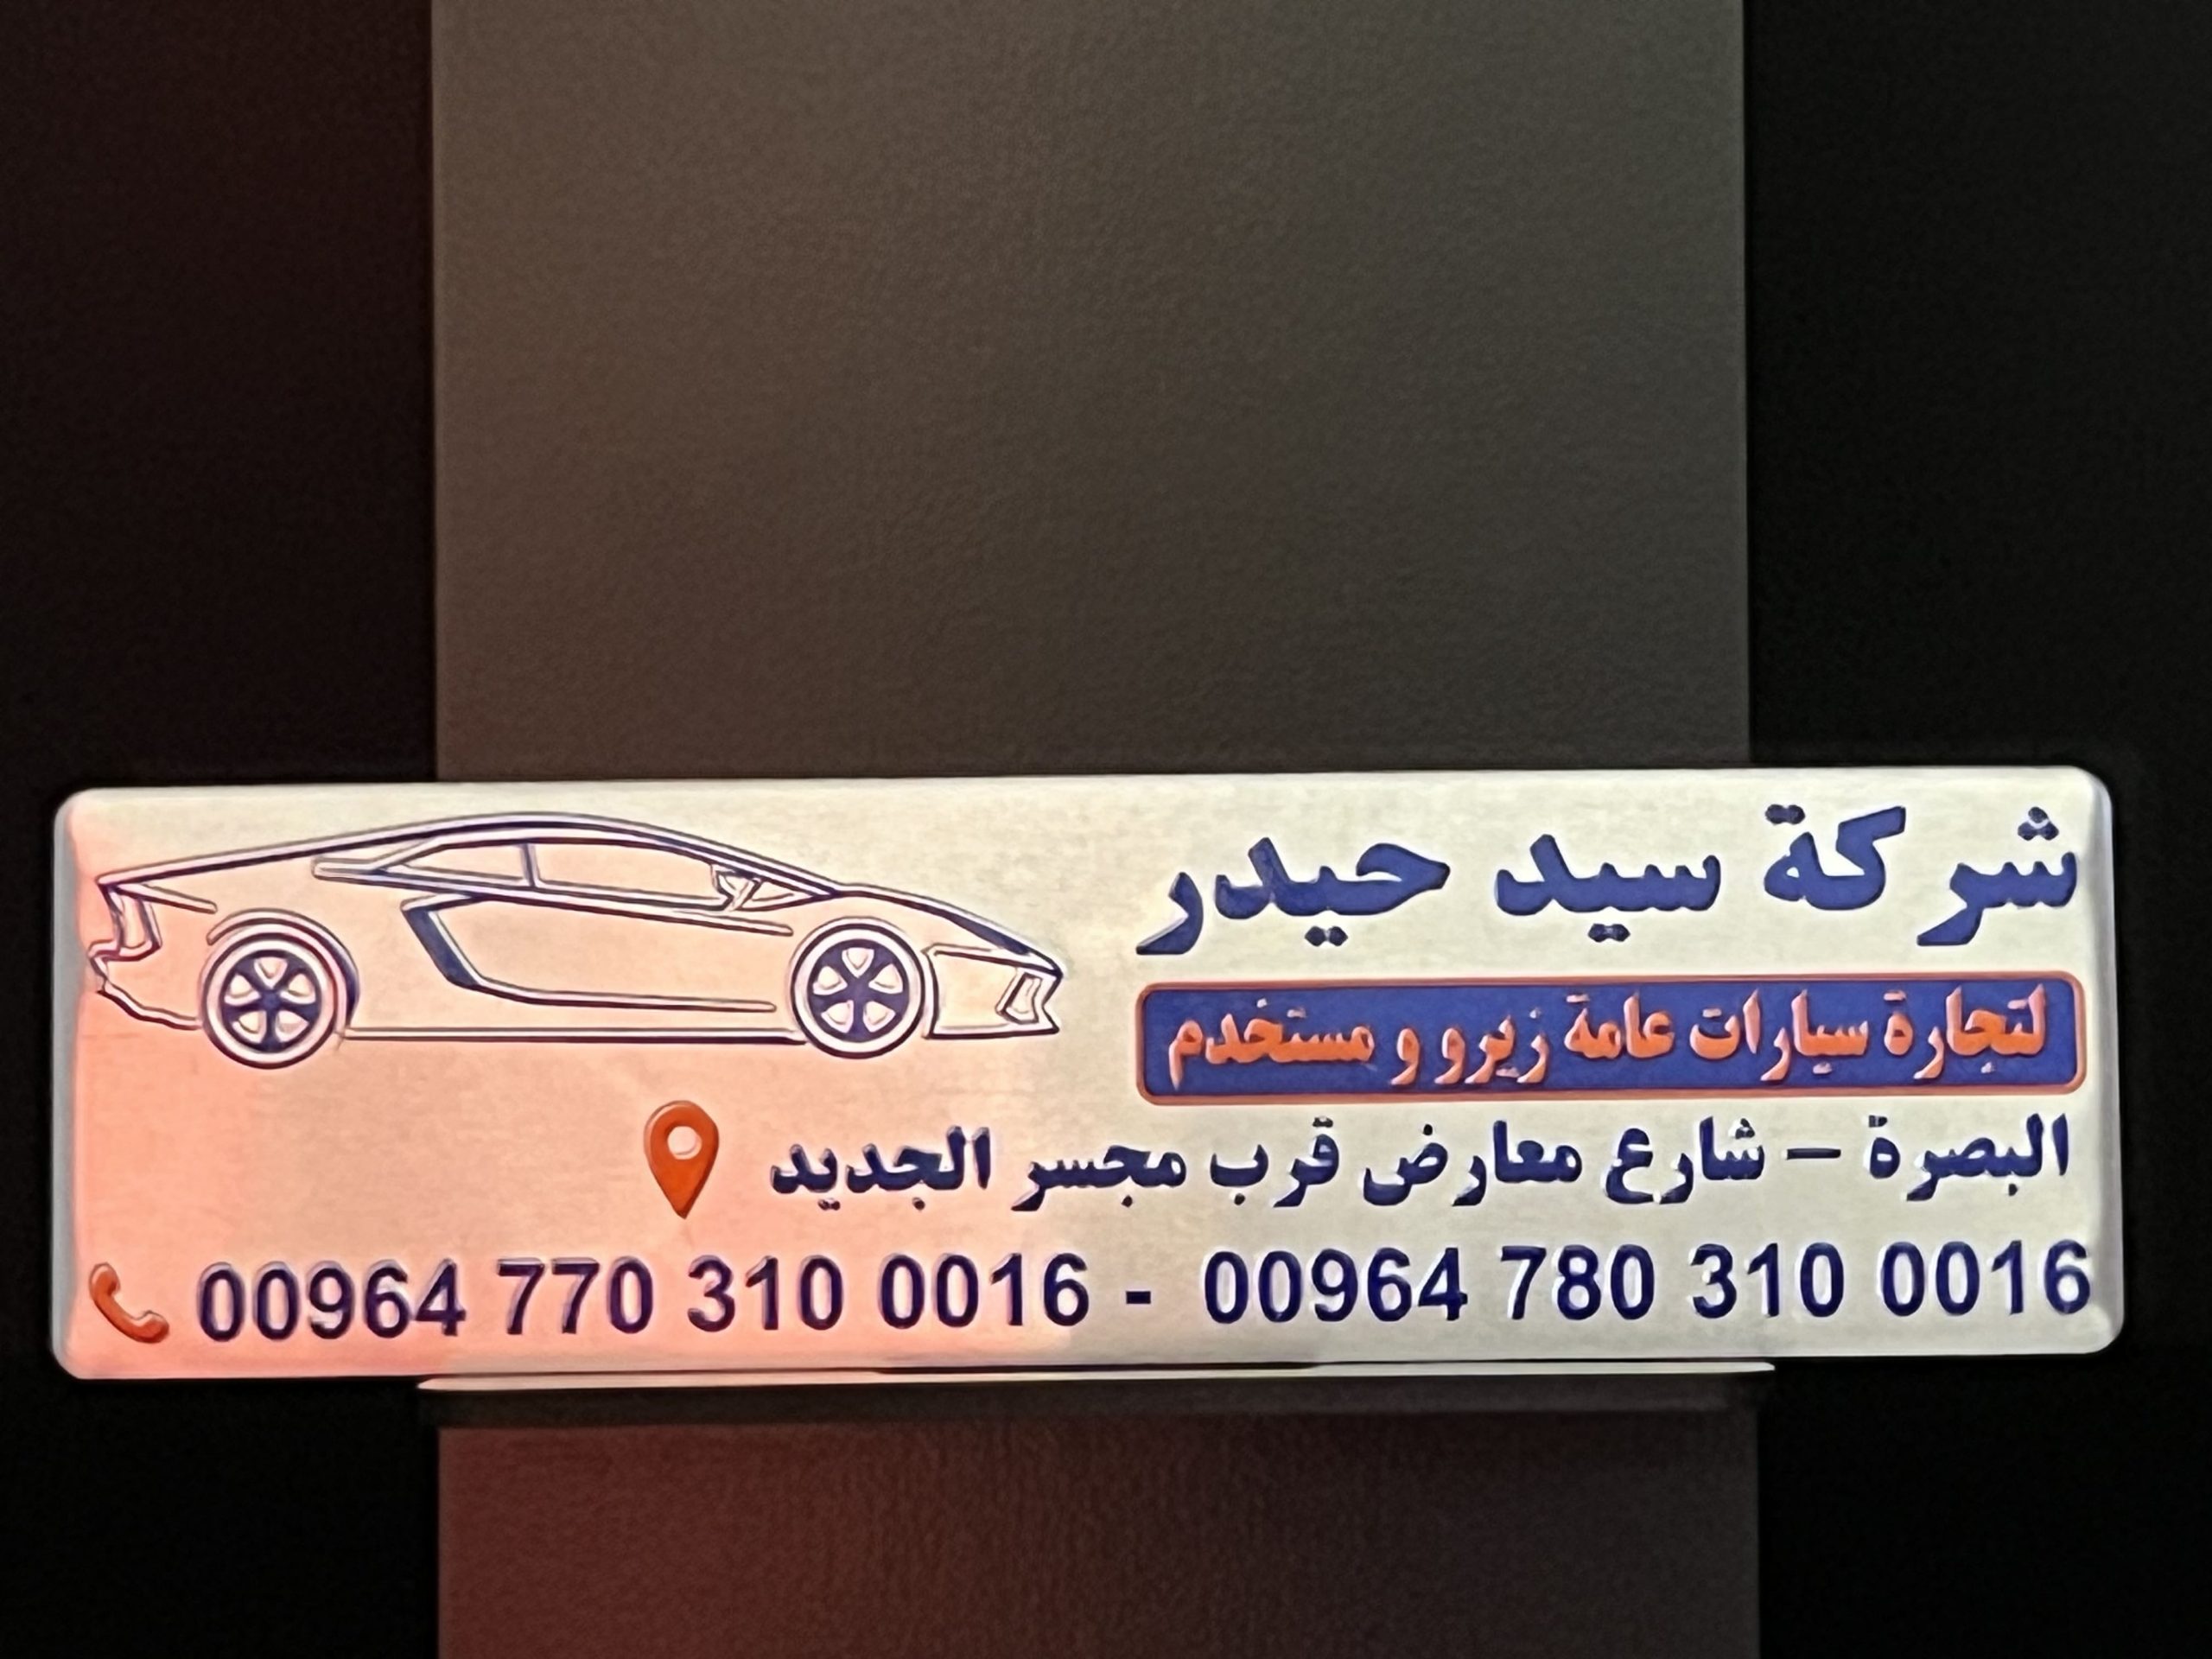 شركة سيد حيدر
لتجارة سيارات عامة زيرو و مستخدم
البصرة – شارع معارض قرب مجسر الجديد
00964 770 310 0016 - 00964 780 310 0016